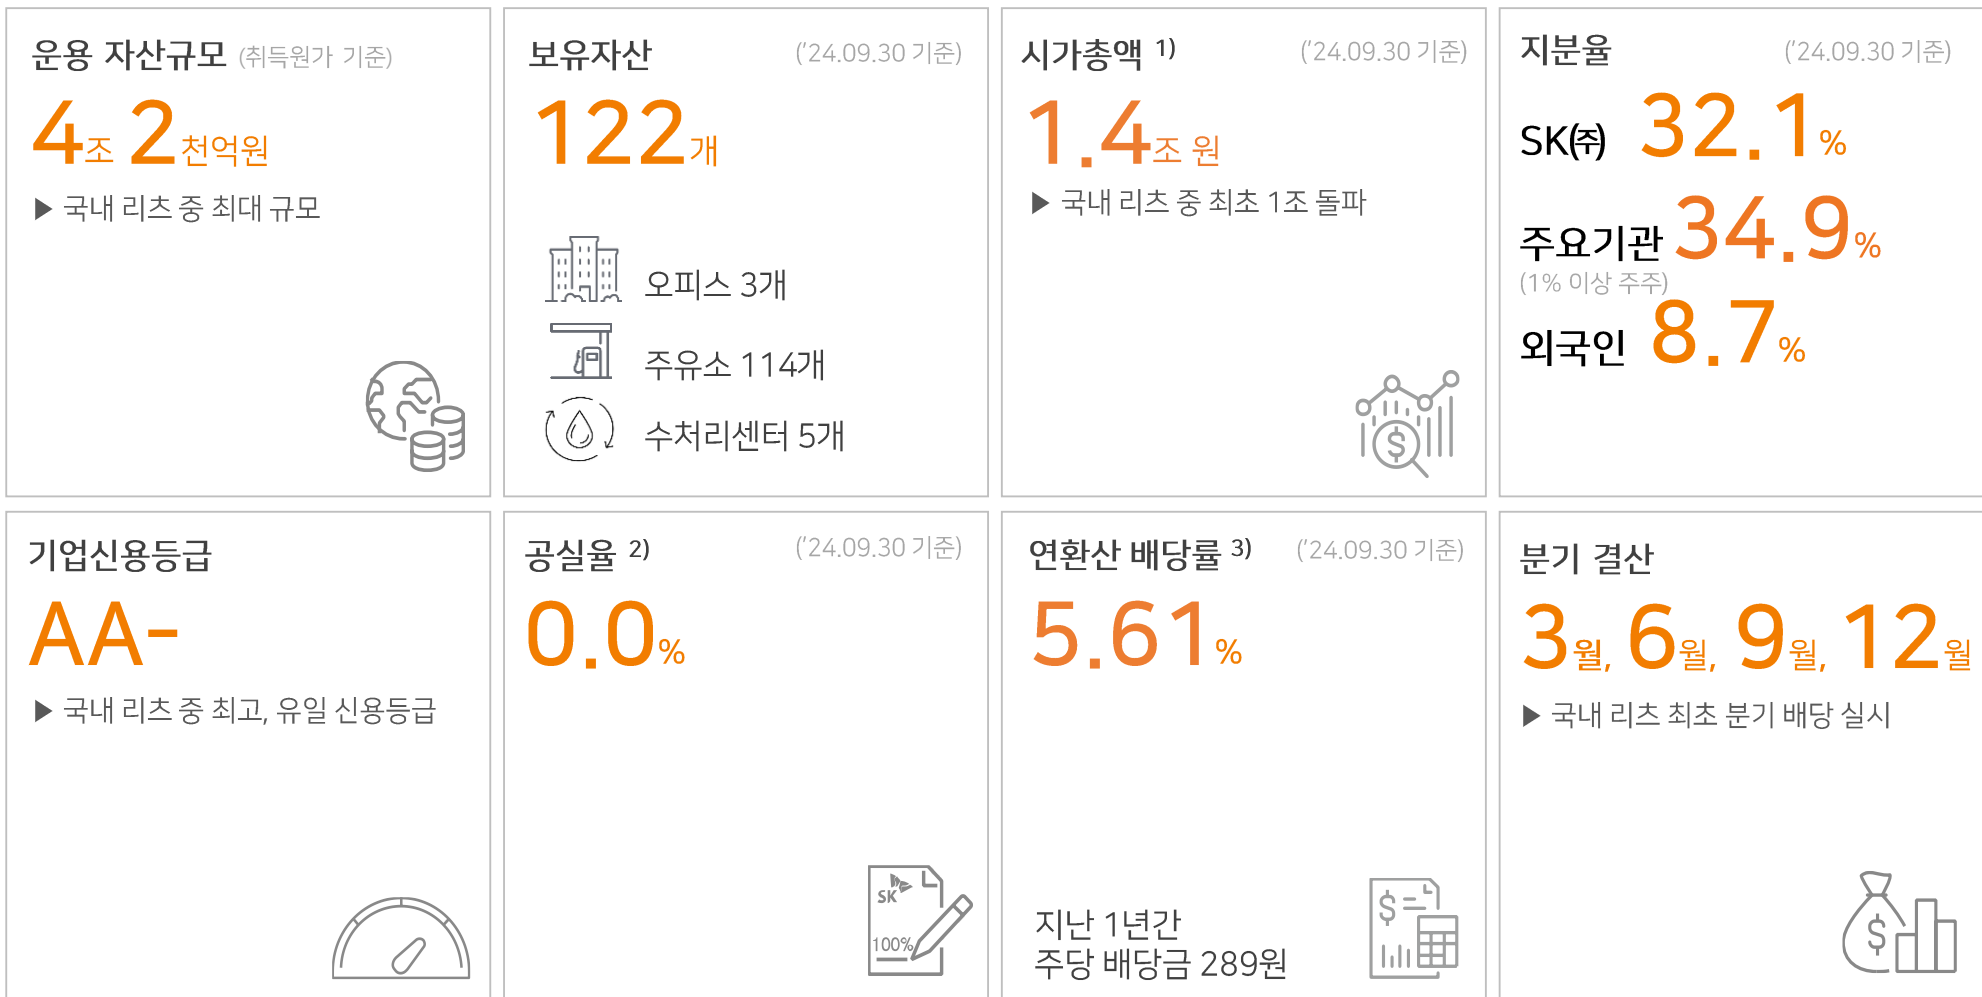 운용 자산규모 (취득원가 기준)
4조 2천억원
▶ 국내 리츠 중 최대 규모
보유자산 ('24.09.30 기준)
122개
오피스 3개
주유소 114개
수처리센터 5개
시가총액 1) ('24.09.30 기준)
1.4조 원
▶ 국내 리츠 중 최초 1조 돌파
지분율 ('24.09.30 기준)
SK㈜ 32.1%
주요기관 34.9%
(1% 이상 주주)
외국인 8.7%
기업신용등급
AA-
▶ 국내 리츠 중 최고, 유일 신용등급
공실율 2) ('24.09.30 기준)
0.0%
SK
100%
연환산 배당률 3) ('24.09.30 기준)
5.61%
지난 1년간
주당 배당금 289원
분기 결산
3월, 6월, 9월, 12월
▶ 국내 리츠 최초 분기 배당 실시